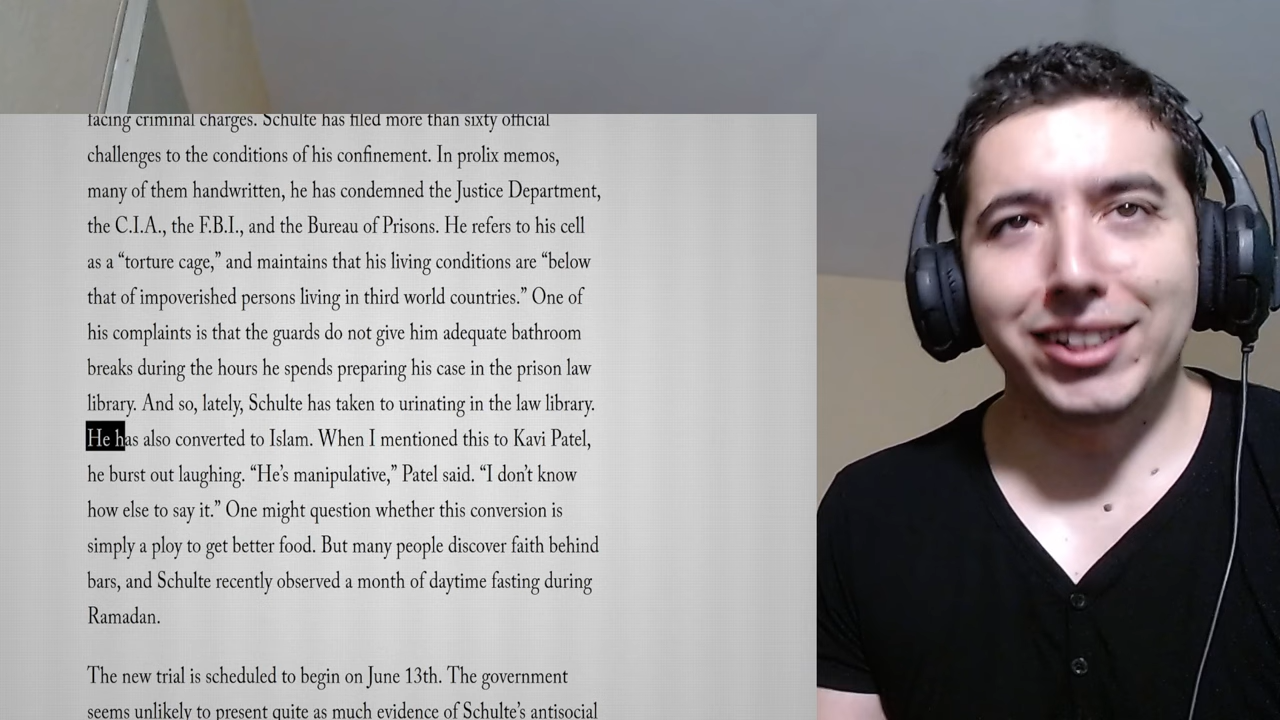 facing criminal charges. Schulte has filed more than sixty official
challenges to the conditions of his confinement. In prolix memos,
many of them handwritten, he has condemned the Justice Department,
the C.I.A., the F.B.I., and the Bureau of Prisons. He refers to his cell
as a “torture cage,” and maintains that his living conditions are “below
that of impoverished persons living in third world countries.” One of
his complaints is that the guards do not give him adequate bathroom
breaks during the hours he spends preparing his case in the prison law
library. And so, lately, Schulte has taken to urinating in the law library.
He has also converted to Islam. When I mentioned this to Kavi Patel,
he burst out laughing. “He’s manipulative,” Patel said. “I don’t know
how else to say it.” One might question whether this conversion is
simply a ploy to get better food. But many people discover faith behind
bars, and Schulte recently observed a month of daytime fasting during
Ramadan.
The new trial is scheduled to begin on June 13th. The government
seems unlikely to present quite as much evidence of Schulte’s antisocial